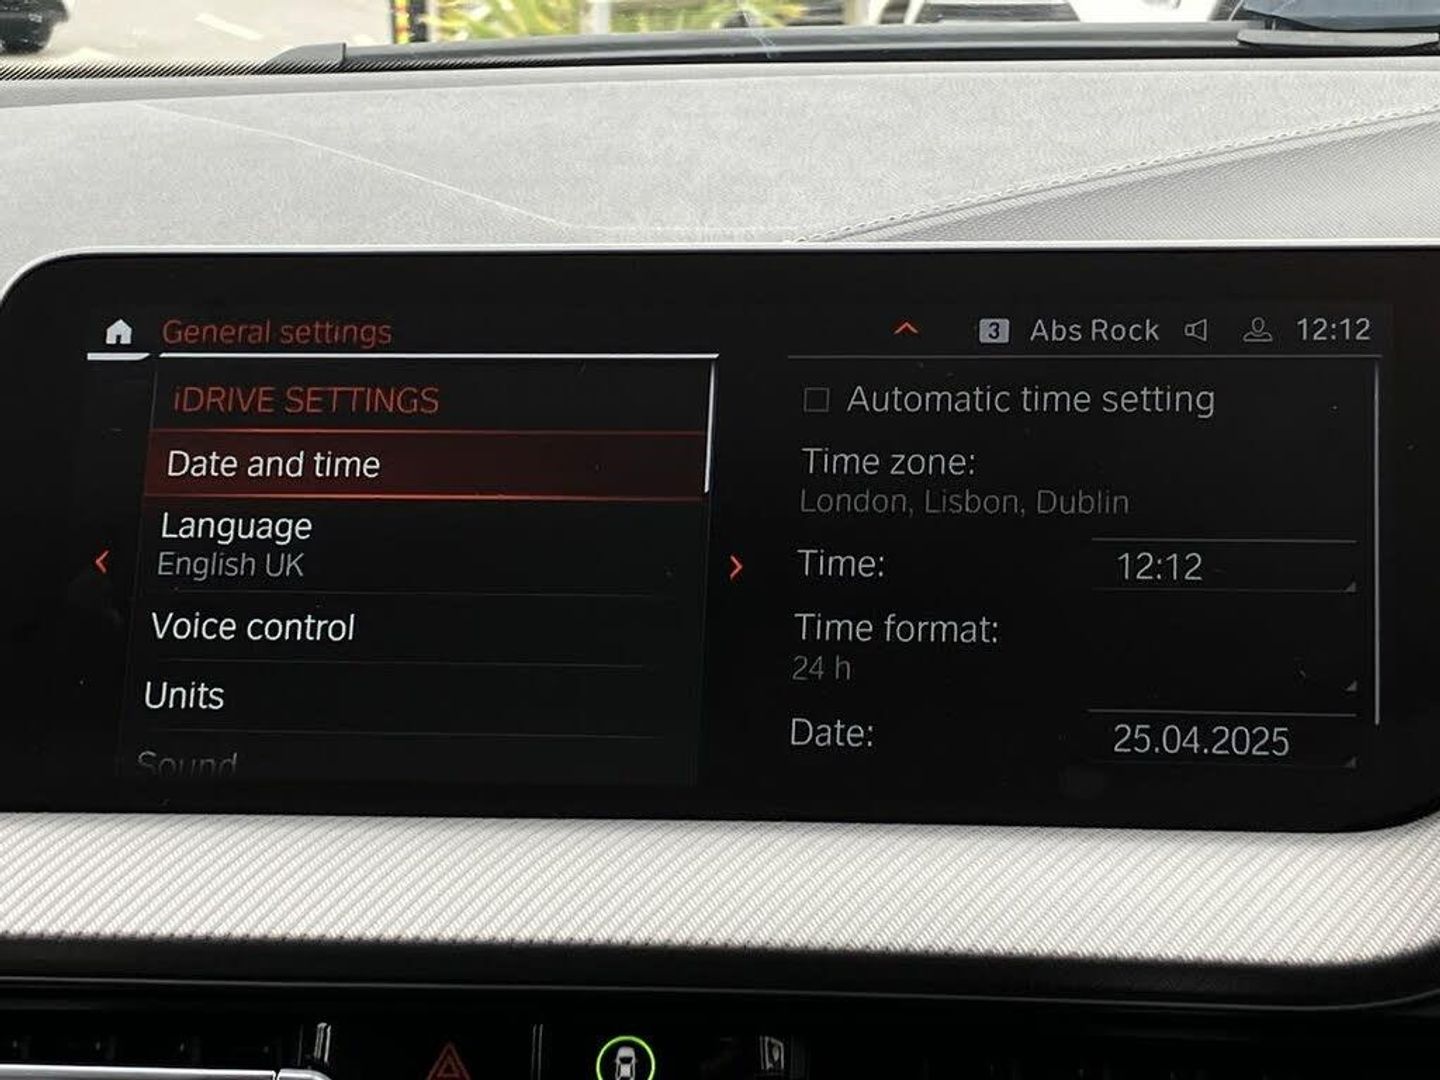 General settings
3 Abs Rock 12:12
iDRIVE SETTINGS
Date and time
Language
English UK
Voice control
Units
Sound
Automatic time setting
Time zone:
London, Lisbon, Dublin
Time: 12:12
Time format:
24 h
Date: 25.04.2025